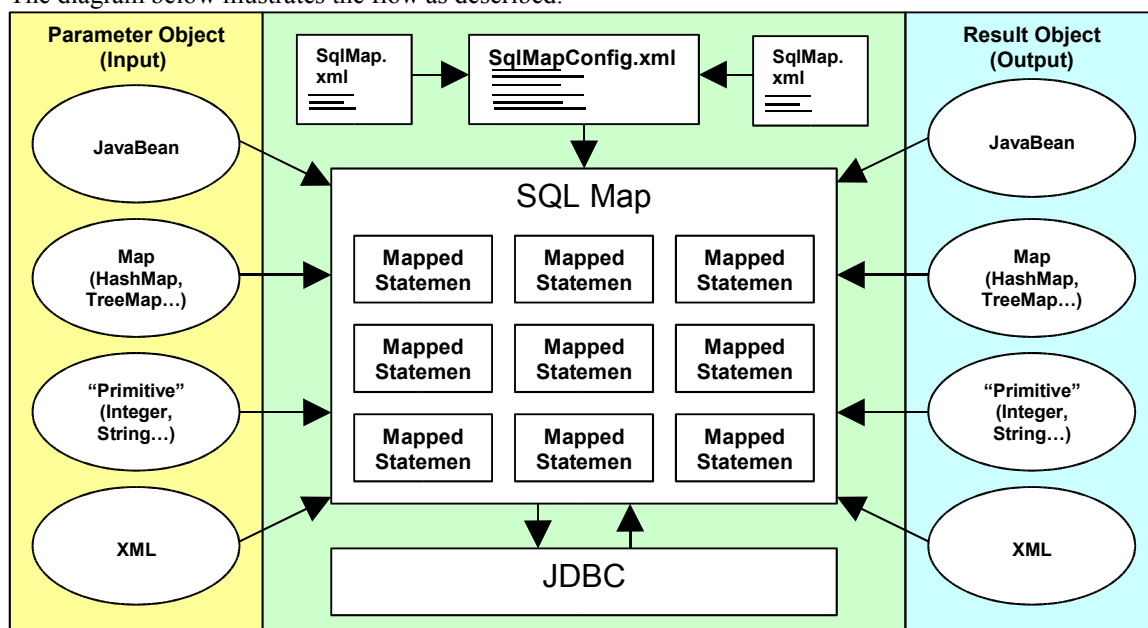 The diagram below illustrates the flow as described:
Parameter Object
(Input)
JavaBean
Map
(HashMap,
TreeMap…)
“Primitive”
(Integer,
String…)
XML
SqlMap.
xml
SqlMapConfig.xml
SqlMap.
xml
SQL Map
Mapped
Statemen
Mapped
Statemen
Mapped
Statemen
Mapped
Statemen
Mapped
Statemen
Mapped
Statemen
Mapped
Statemen
Mapped
Statemen
Mapped
Statemen
JDBC
Result Object
(Output)
JavaBean
Map
(HashMap,
TreeMap…)
“Primitive”
(Integer,
String…)
XML